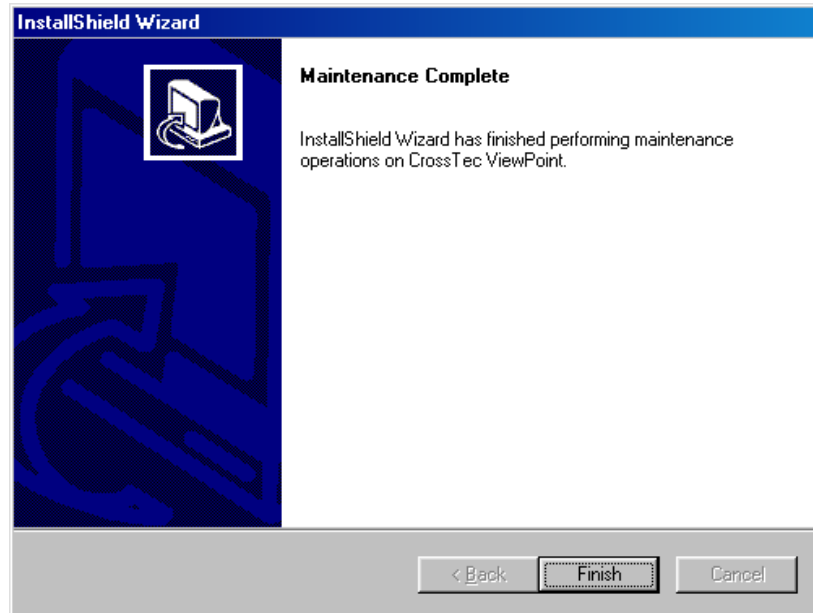 InstallShield Wizard
Maintenance Complete
InstallShield Wizard has finished performing maintenance
operations on CrossTec ViewPoint.
< Back Finish Cancel